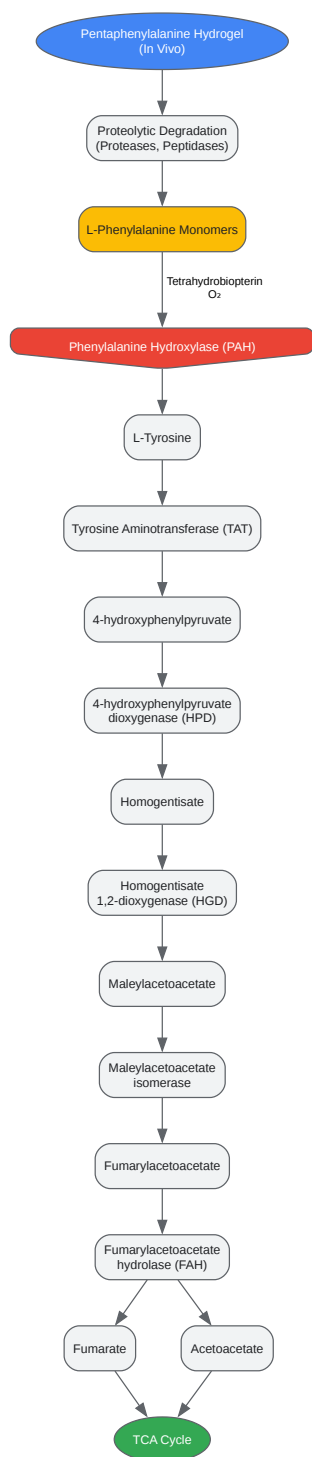 Pentaphenylalanine Hydrogel
(In Vivo)
Proteolytic Degradation
(Proteases, Peptidases)
L-Phenylalanine Monomers
Tetrahydrobiopterin
O₂
Phenylalanine Hydroxylase (PAH)
L-Tyrosine
Tyrosine Aminotransferase (TAT)
4-hydroxyphenylpyruvate
4-hydroxyphenylpyruvate
dioxygenase (HPD)
Homogentisate
Homogentisate
1,2-dioxygenase (HGD)
Maleylacetoacetate
Maleylacetoacetate
isomerase
Fumarylacetoacetate
Fumarylacetoacetate
hydrolase (FAH)
Fumarate
Acetoacetate
TCA Cycle